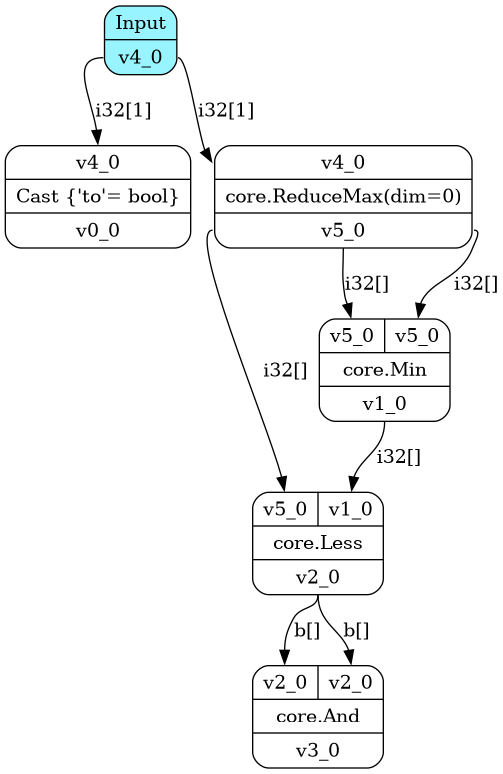 Input
v4_0
i32[1]
i32[1]
v4_0
Cast {'to'= bool}
v0_0
v4_0
core.ReduceMax(dim=0)
v5_0
i32[]
i32[]
i32[]
v5_0 v5_0
core.Min
v1_0
i32[]
v5_0 v1_0
core.Less
v2_0
b[]
b[]
v2_0 v2_0
core.And
v3_0